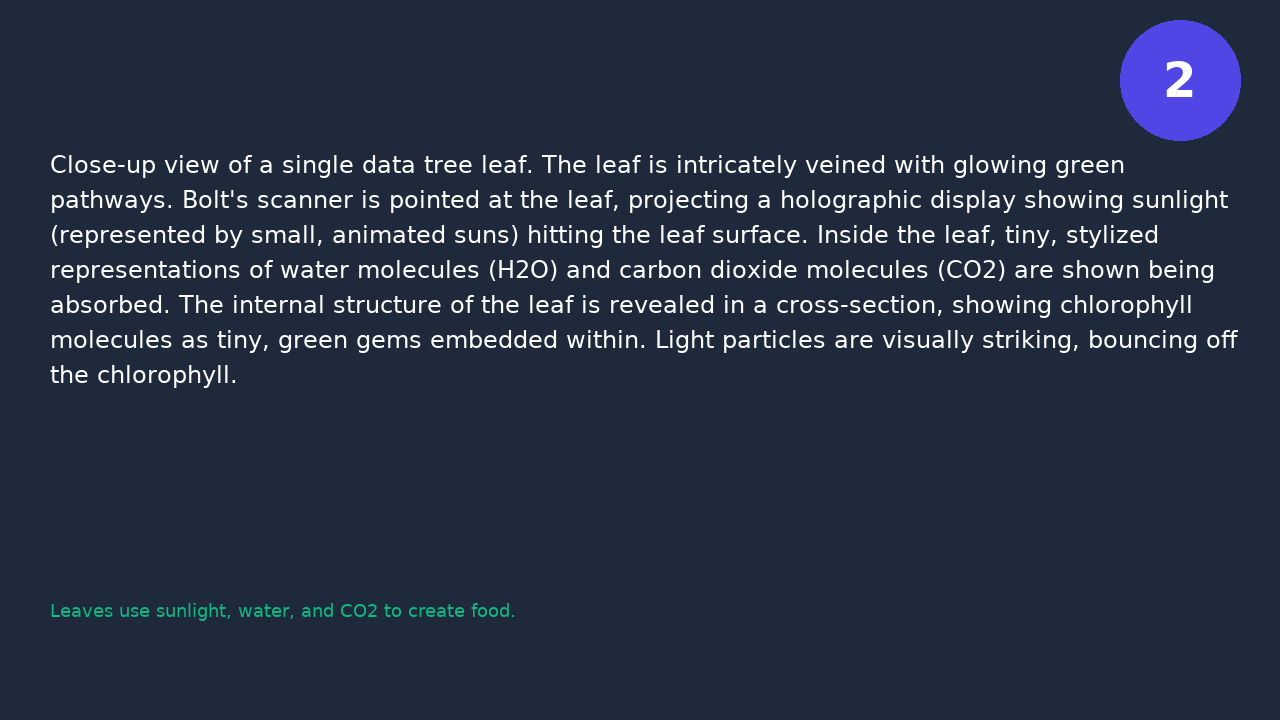 2
Close-up view of a single data tree leaf. The leaf is intricately veined with glowing green
pathways. Bolt's scanner is pointed at the leaf, projecting a holographic display showing sunlight
(represented by small, animated suns) hitting the leaf surface. Inside the leaf, tiny, stylized
representations of water molecules (H2O) and carbon dioxide molecules (CO2) are shown being
absorbed. The internal structure of the leaf is revealed in a cross-section, showing chlorophyll
molecules as tiny, green gems embedded within. Light particles are visually striking, bouncing off
the chlorophyll.
Leaves use sunlight, water, and CO2 to create food.